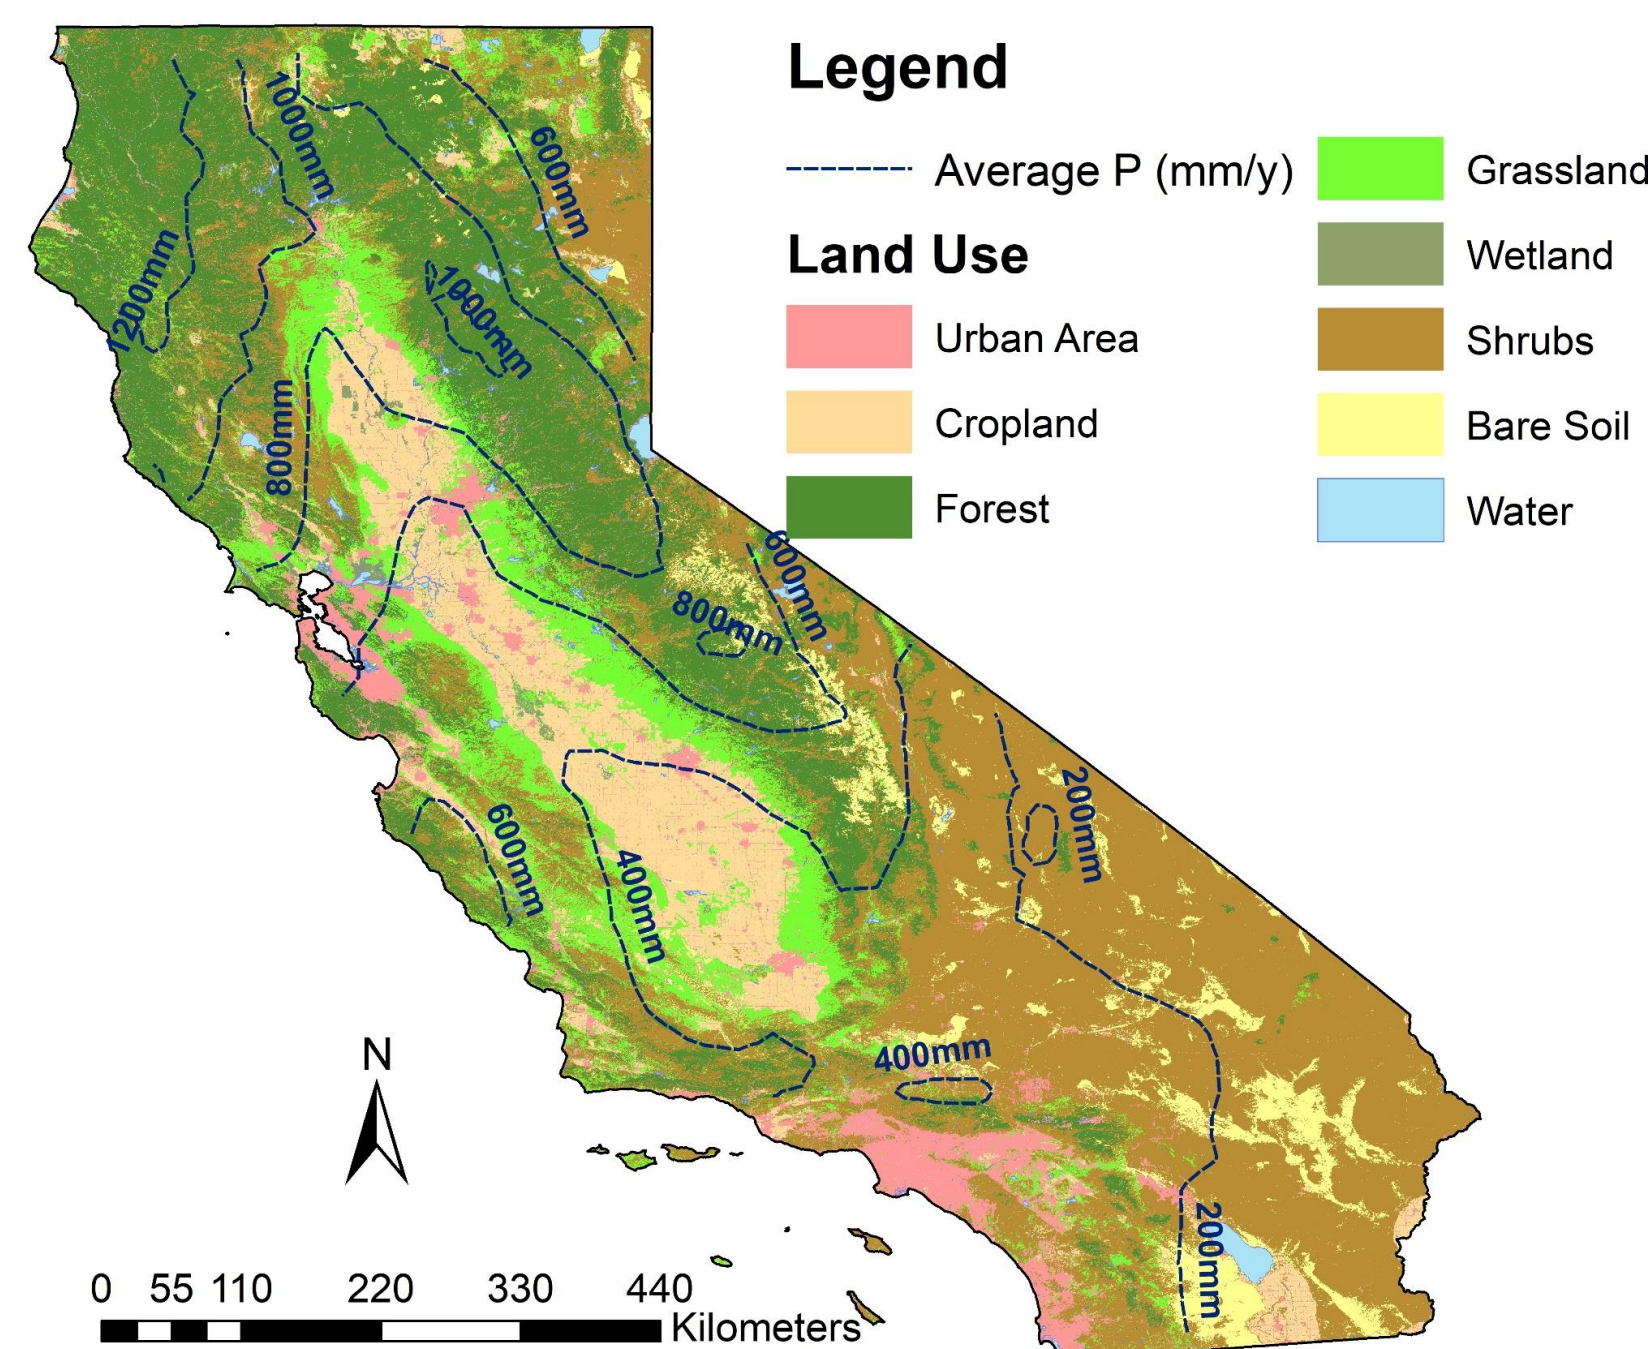 Legend
Average P (mm/y)
Land Use
Urban Area
Cropland
Forest
Grassland
Wetland
Shrubs
Bare Soil
Water
1000mm
600mm
1200mm
1000mm
800mm
600mm
800mm
200mm
600mm
400mm
400mm
200mm
N
0 55 110 220 330 440
Kilometers